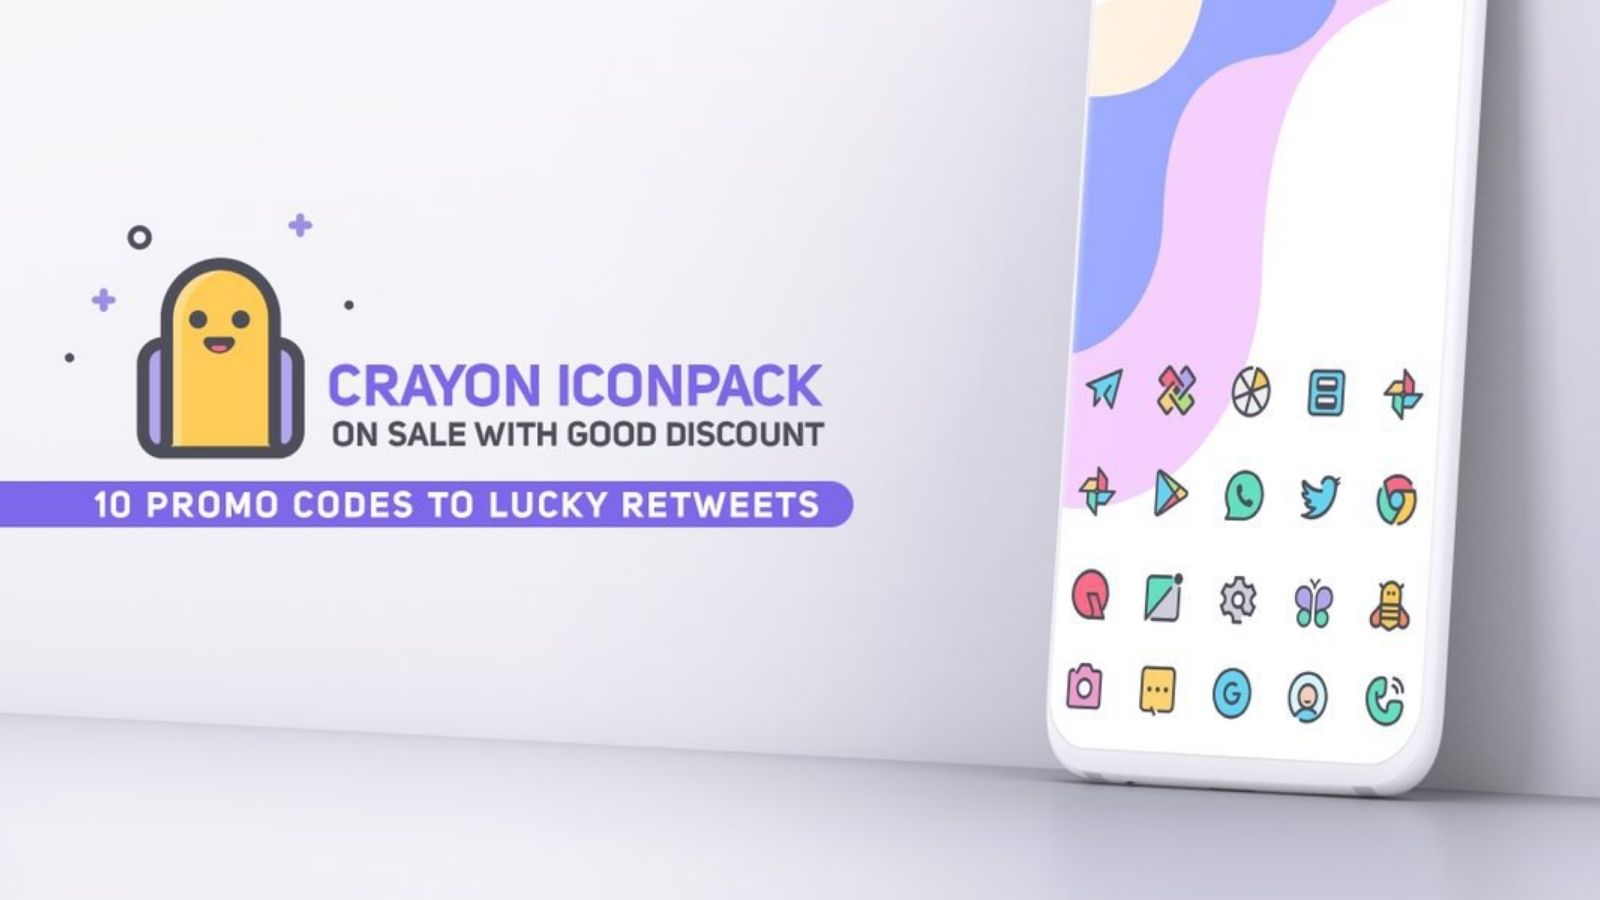 CRAYON ICONPACK
ON SALE WITH GOOD DISCOUNT
10 PROMO CODES TO LUCKY RETWEETS
G